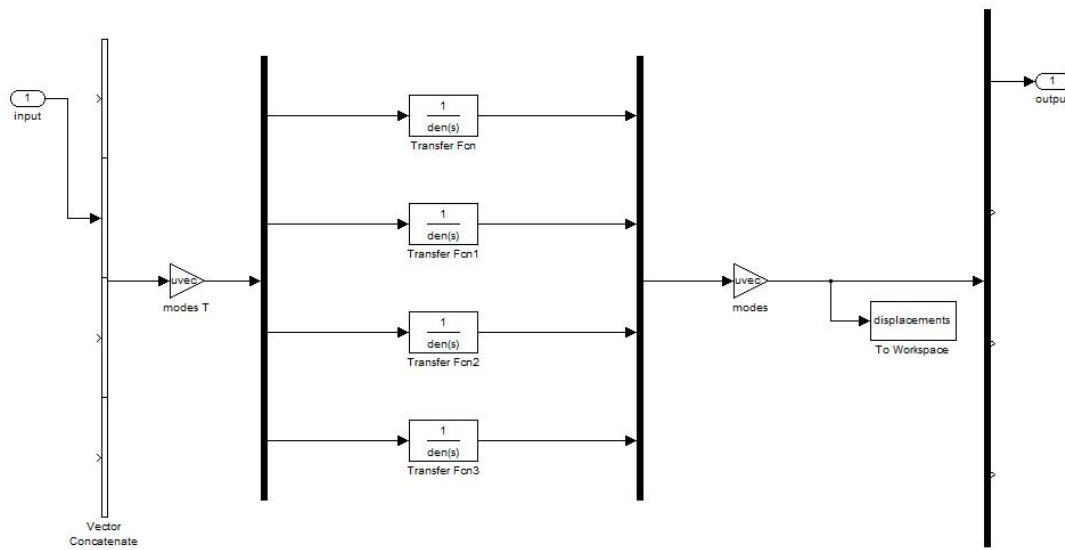 1
input
Vector
Concatenate
uvec
modes T
1
den(s)
Transfer Fcn
1
den(s)
Transfer Fcn1
1
den(s)
Transfer Fcn2
1
den(s)
Transfer Fcn3
uvec
modes
displacements
To Workspace
1
output